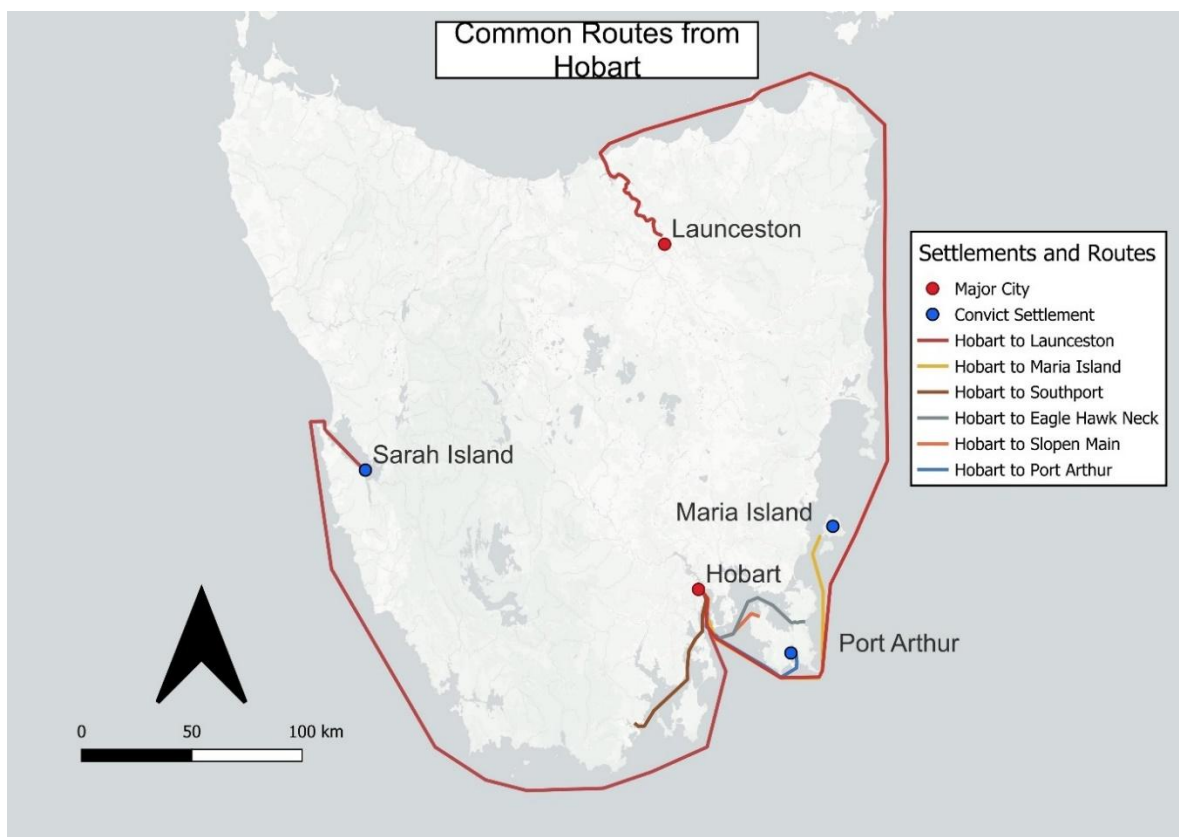 Common Routes from
Hobart
Launceston
Settlements and Routes
Major City
Convict Settlement
Hobart to Launceston
Hobart to Maria Island
Hobart to Southport
Hobart to Eagle Hawk Neck
Hobart to Slopen Main
Hobart to Port Arthur
Sarah Island
Maria Island
Hobart
Port Arthur
0 50 100 km